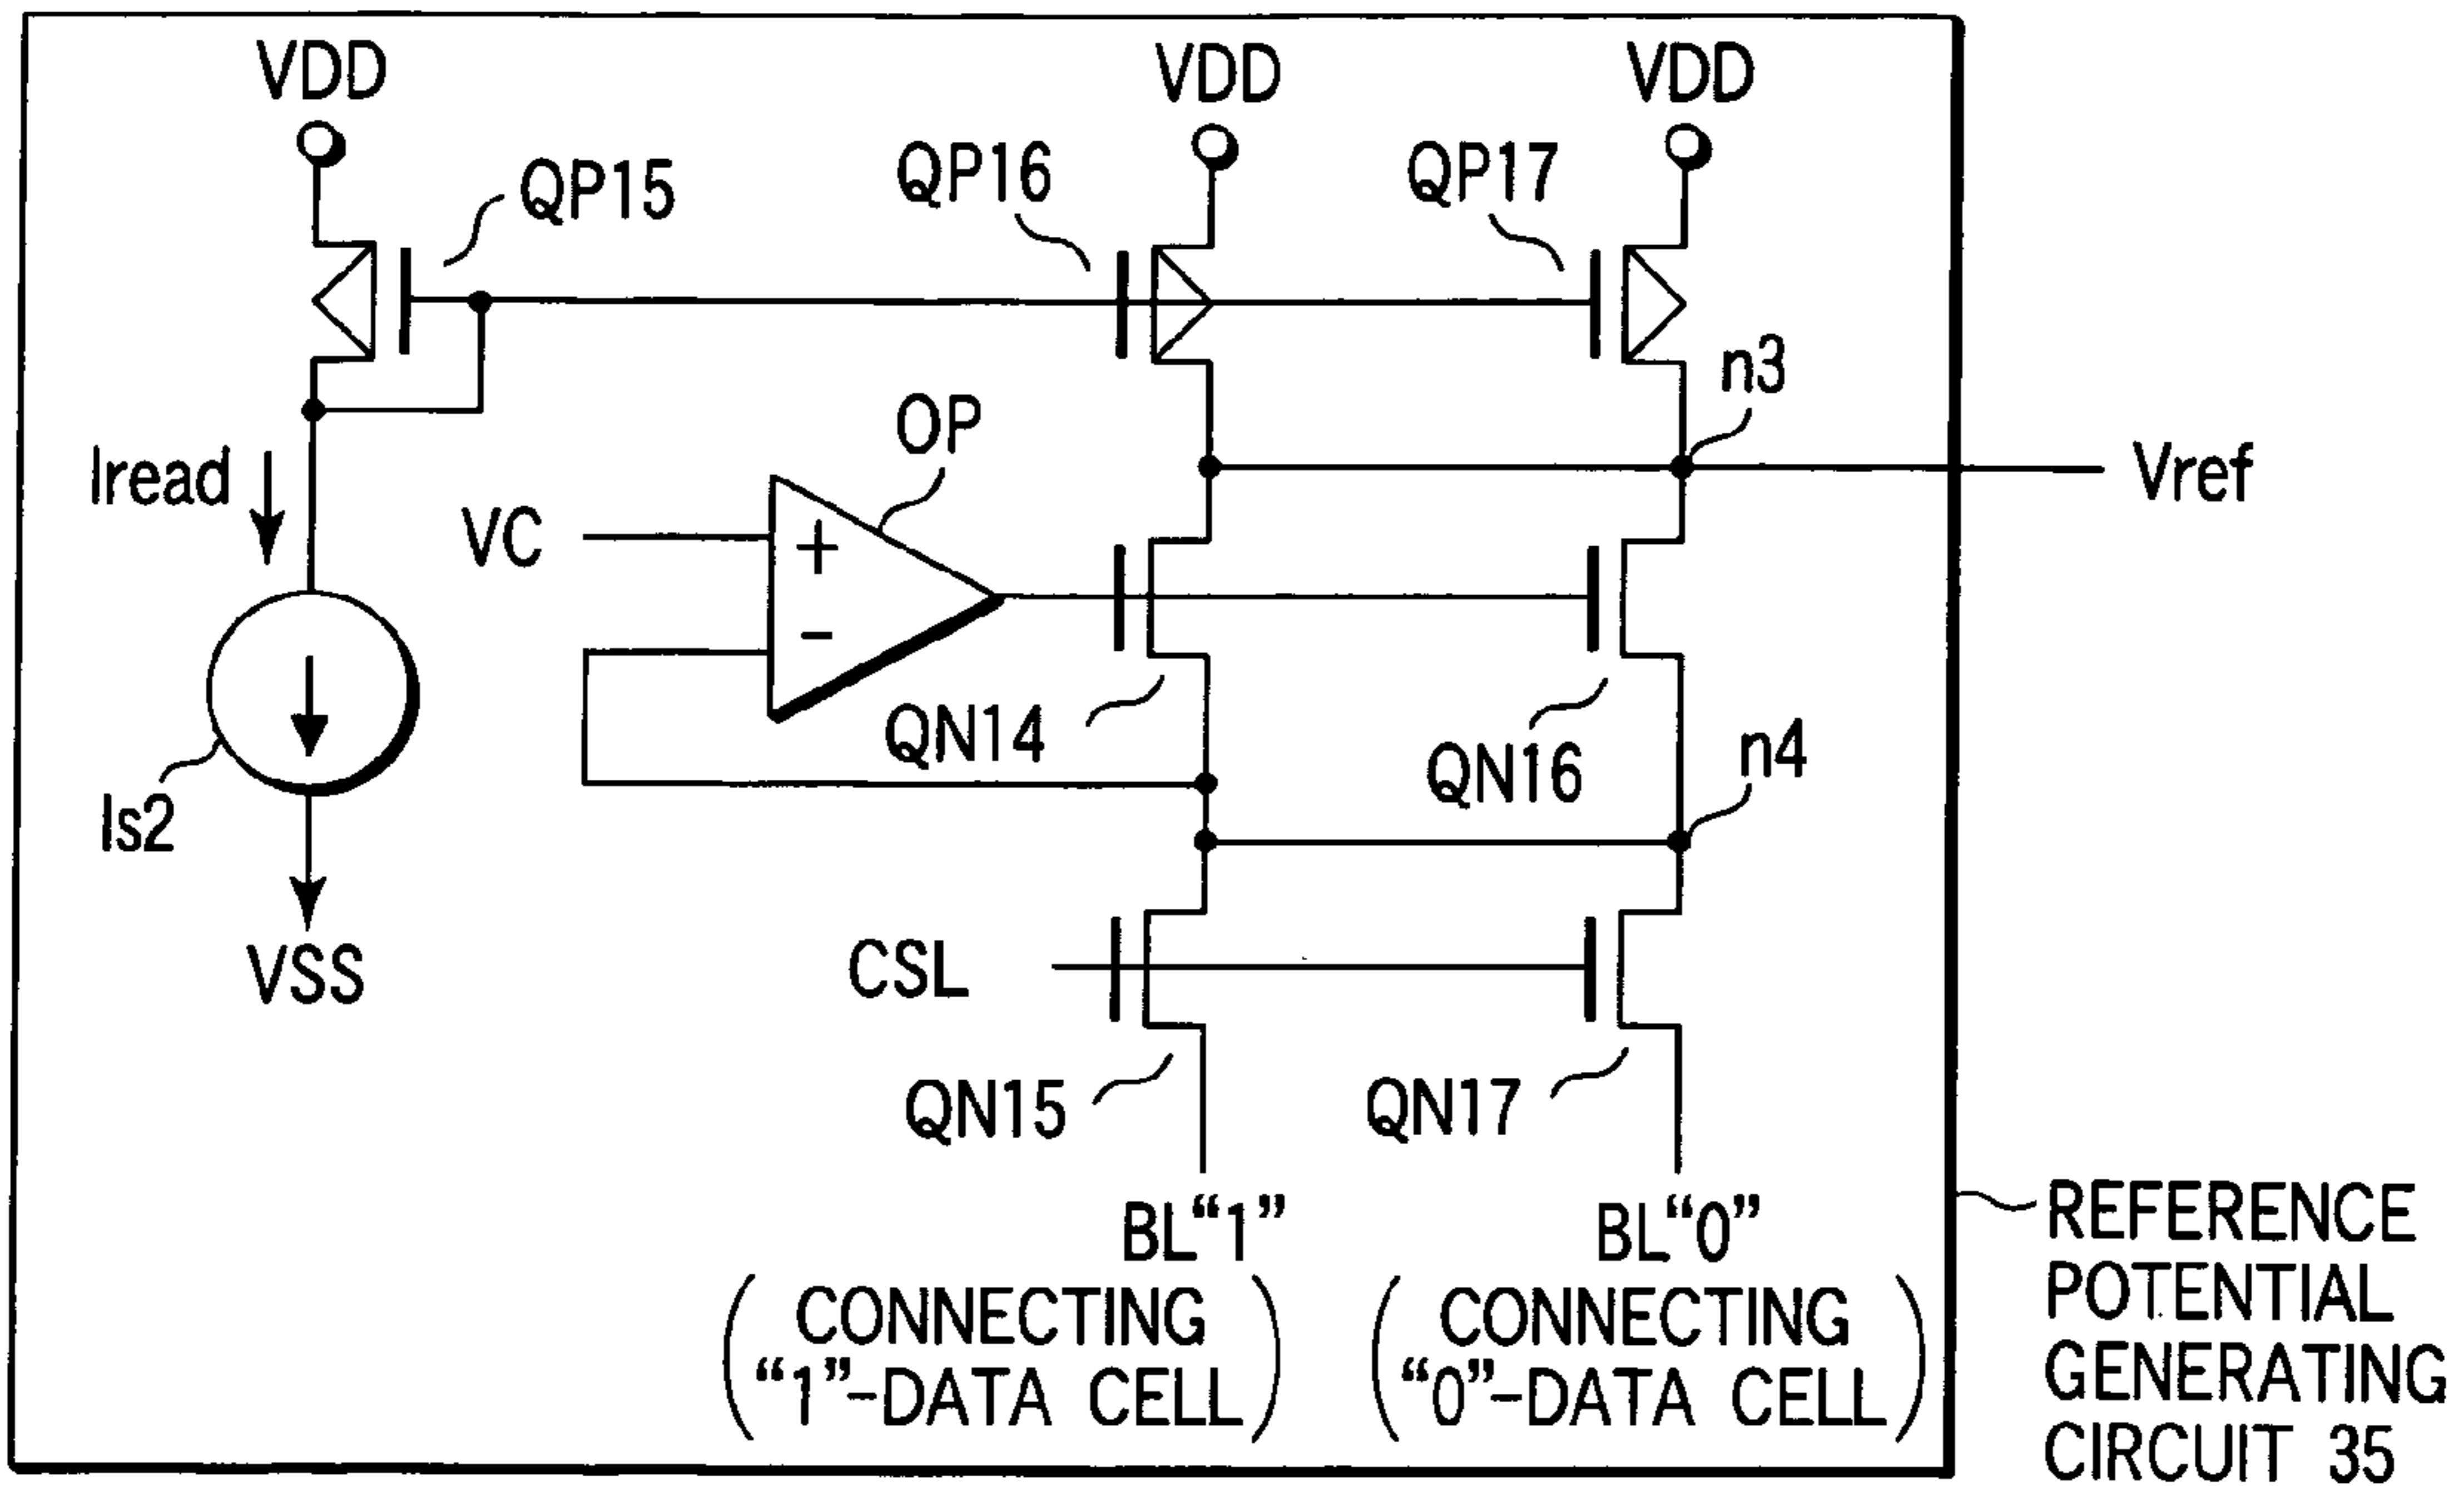 VDD
VDD
VDD
QP15
QP16
QP17
n3
OP
Iread
Vref
VC
+
-
QN14
QN16
n4
Is2
VSS
CSL
QN15
QN17
BL“1”
(CONNECTING
“1”-DATA CELL)
BL“0”
(CONNECTING
“0”-DATA CELL)
REFERENCE
POTENTIAL
GENERATING
CIRCUIT 35